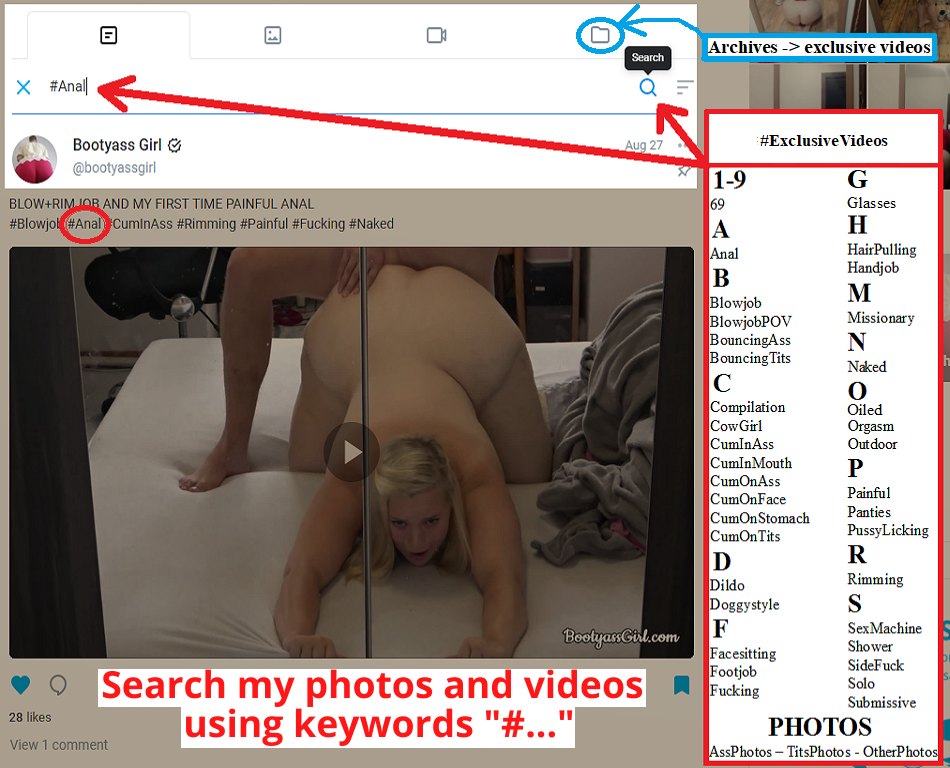 Archives -> exclusive videos
Search
#Anal
#ExclusiveVideos
Bootyass Girl
Aug 27
@bootyassgirl
BLOW+RIMJOB AND MY FIRST TIME PAINFUL ANAL
#Blowjob #Anal #CumInAss #Rimming #Painful #Fucking #Naked
BootyassGirl.com
Search my photos and videos
using keywords "#..."
28 likes
View 1 comment
1-9
69
A
Anal
B
Blowjob
BlowjobPOV
BouncingAss
BouncingTits
C
Compilation
CowGirl
CumInAss
CumInMouth
CumOnAss
CumOnFace
CumOnStomach
CumOnTits
D
Dildo
Doggystyle
F
Facesitting
Footjob
Fucking
G
Glasses
H
HairPulling
Handjob
M
Missionary
N
Naked
O
Oiled
Orgasm
Outdoor
P
Painful
Panties
PussyLicking
R
Rimming
S
SexMachine
Shower
SideFuck
Solo
Submissive
PHOTOS
AssPhotos – TitsPhotos - OtherPhotos